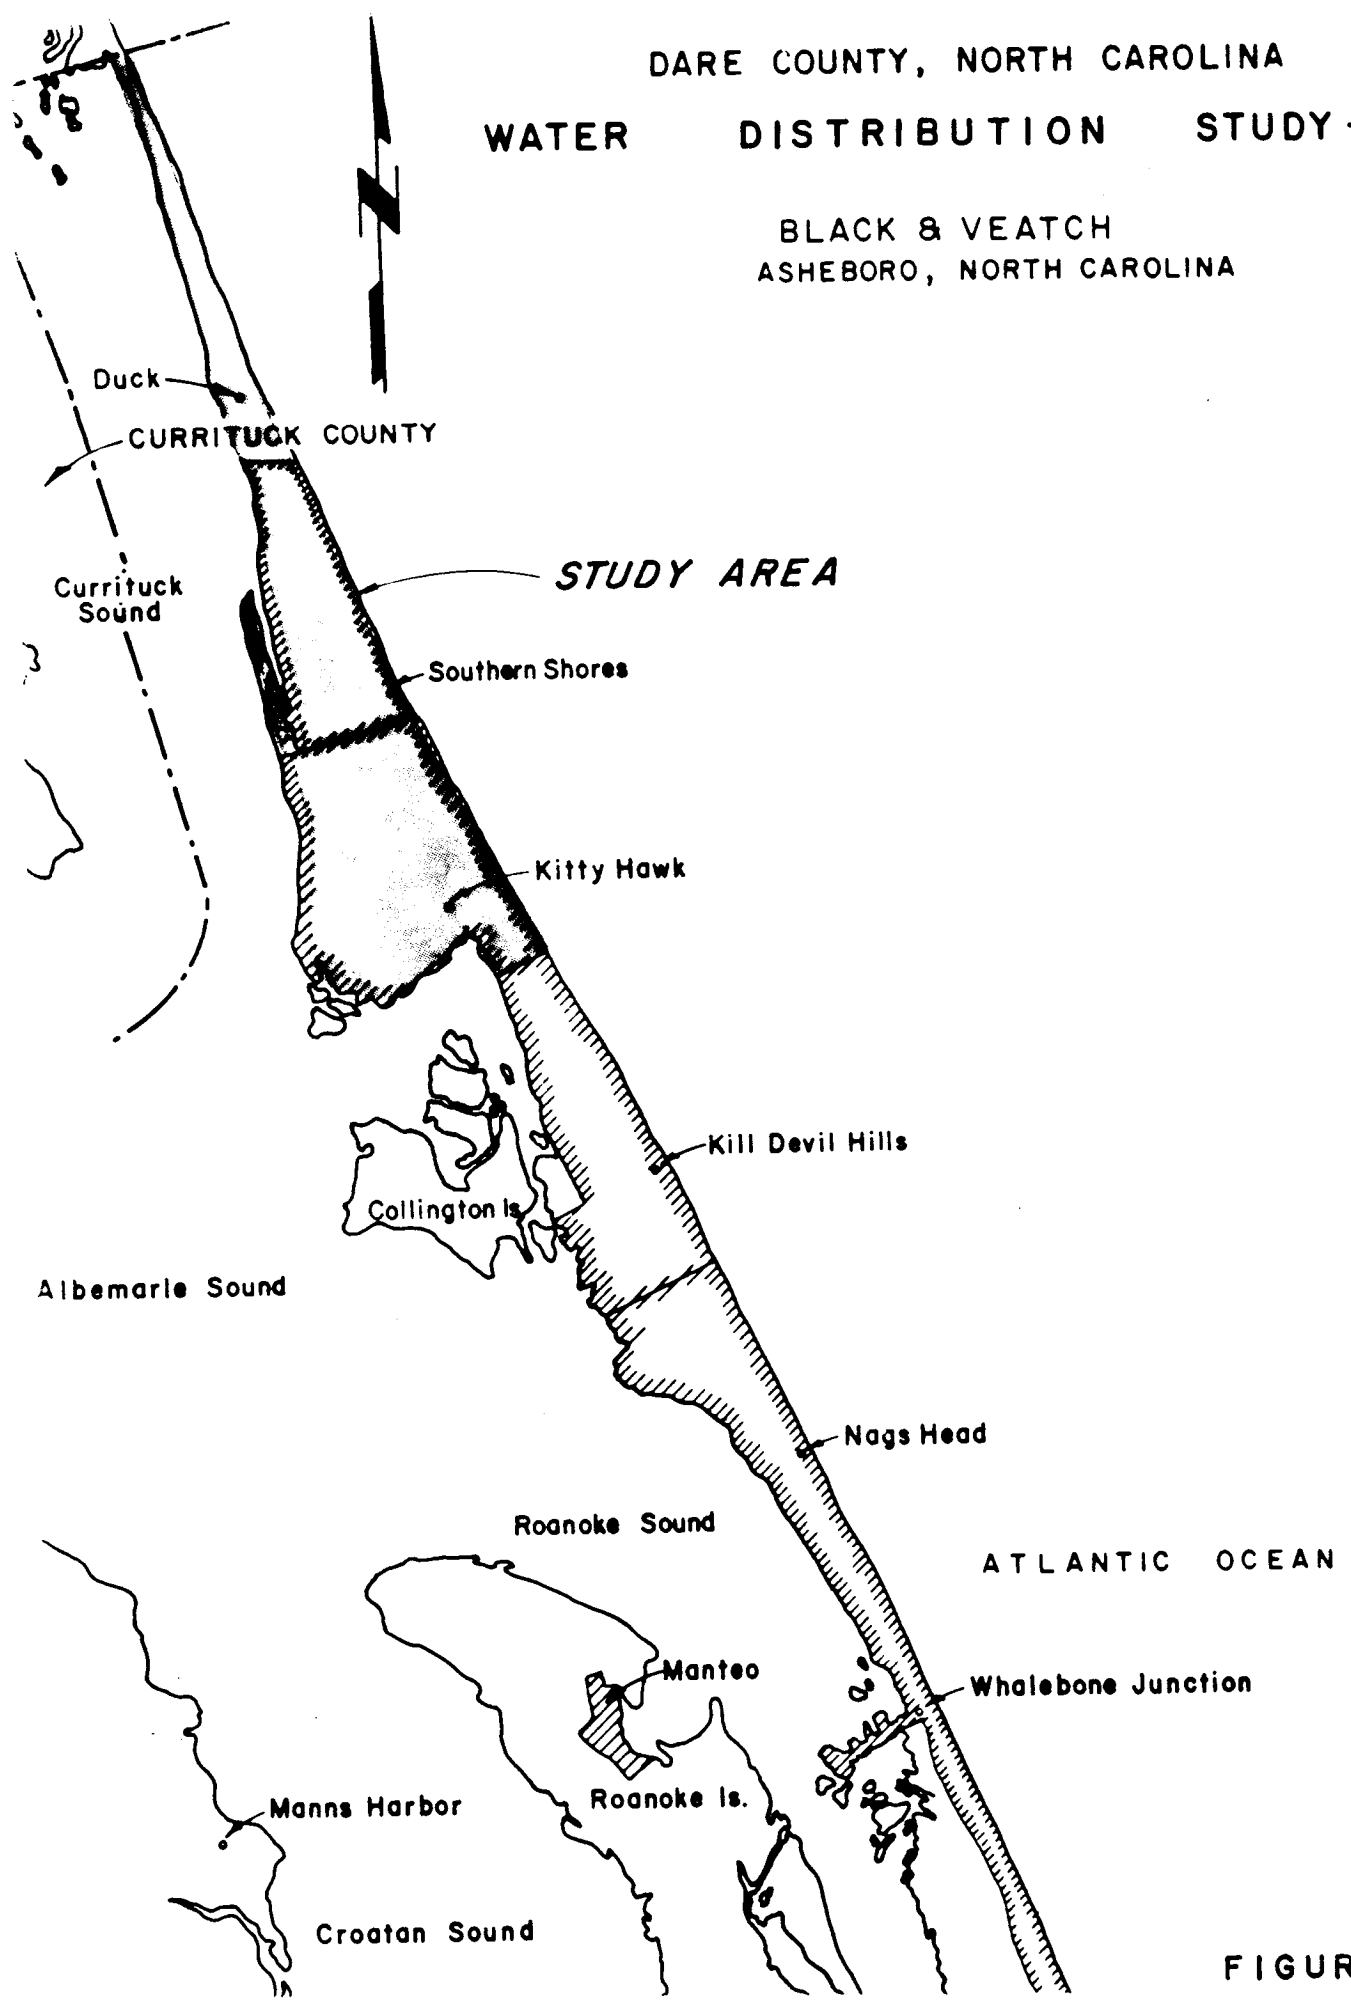 DARE COUNTY, NORTH CAROLINA
WATER DISTRIBUTION STUDY
BLACK & VEATCH
ASHEBORO, NORTH CAROLINA
N
Duck
CURRITUCK COUNTY
STUDY AREA
Currituck
Sound
Southern Shores
Kitty Hawk
Kill Devil Hills
Collington Is.
Albemarle Sound
Nags Head
Roanoke Sound
ATLANTIC OCEAN
Manteo
Whalebone Junction
Roanoke Is.
Manns Harbor
Croatan Sound
FIGUR